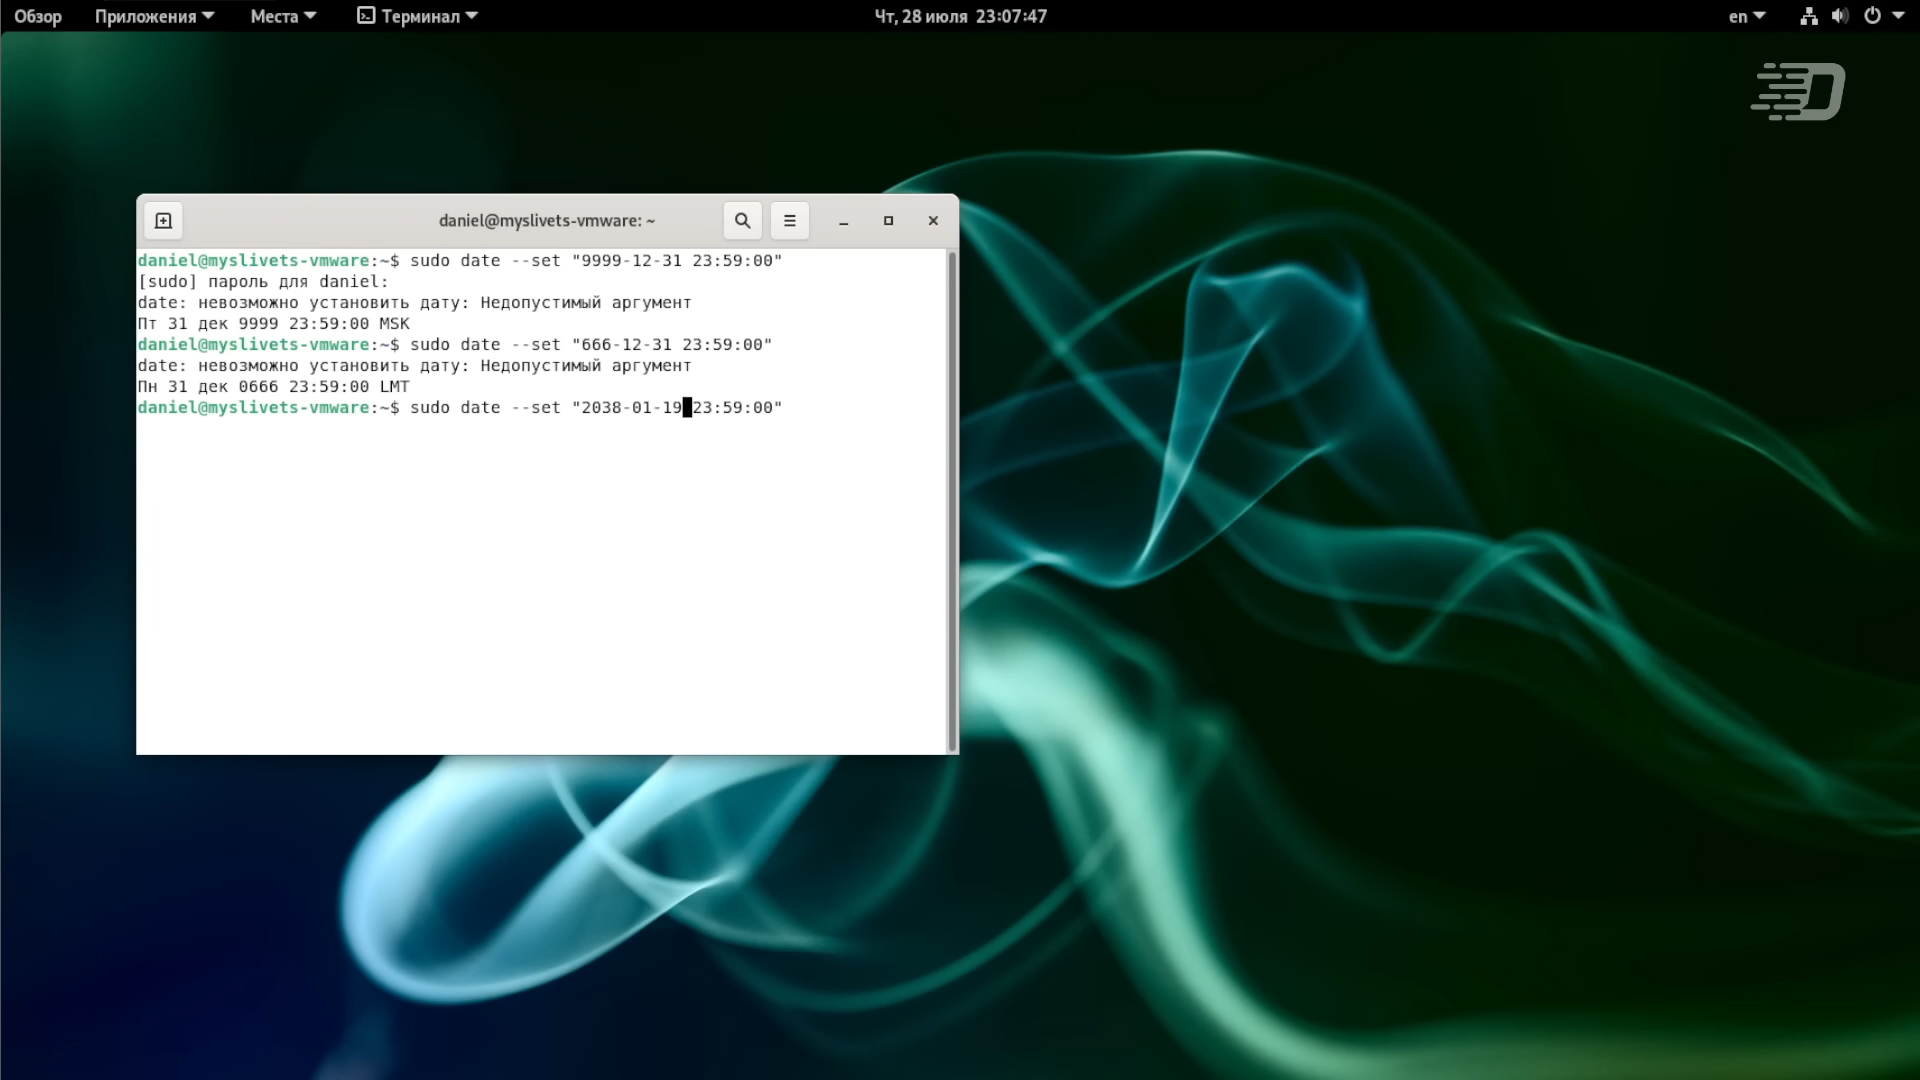 Обзор Приложения Места Терминал Чт, 28 июля 23:07:47 en
daniel@myslivets-vmware: ~
daniel@myslivets-vmware:~$ sudo date --set "9999-12-31 23:59:00"
[sudo] пароль для daniel:
date: невозможно установить дату: Недопустимый аргумент
Пт 31 дек 9999 23:59:00 MSK
daniel@myslivets-vmware:~$ sudo date --set "666-12-31 23:59:00"
date: невозможно установить дату: Недопустимый аргумент
Пн 31 дек 0666 23:59:00 LMT
daniel@myslivets-vmware:~$ sudo date --set "2038-01-19 23:59:00"